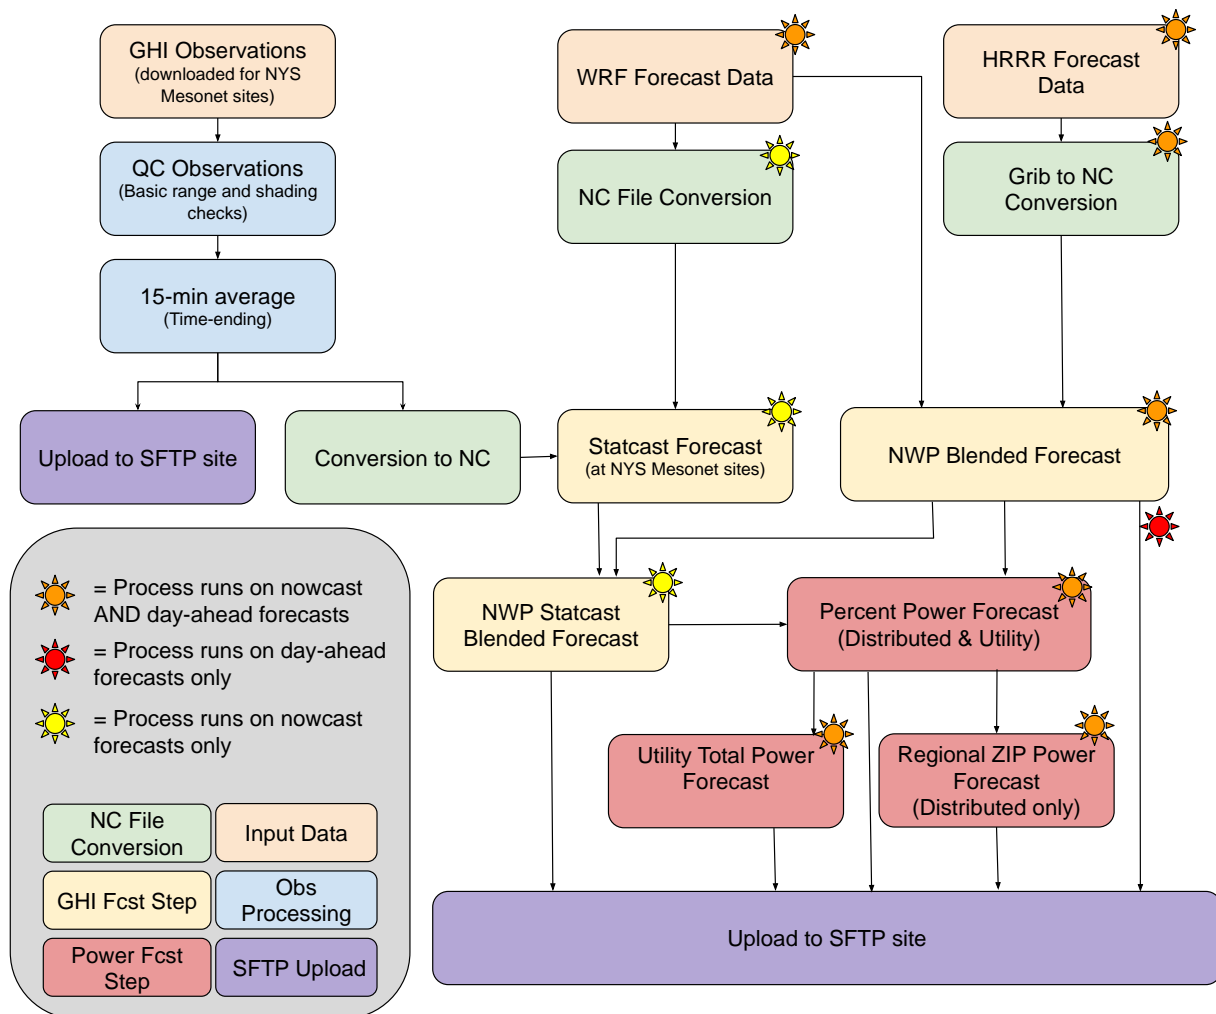 GHI Observations
(downloaded for NYS
Mesonet sites)
WRF Forecast Data
HRRR Forecast
Data
QC Observations
(Basic range and shading
checks)
NC File Conversion
Grib to NC
Conversion
15-min average
(Time-ending)
Upload to SFTP site
Conversion to NC
Statcast Forecast
(at NYS Mesonet sites)
NWP Blended Forecast
= Process runs on nowcast
AND day-ahead forecasts
= Process runs on day-ahead
forecasts only
= Process runs on nowcast
forecasts only
NWP Statcast
Blended Forecast
Percent Power Forecast
(Distributed & Utility)
Utility Total Power
Forecast
Regional ZIP Power
Forecast
(Distributed only)
NC File
Conversion
Input Data
GHI Fcst Step
Obs
Processing
Power Fcst
Step
SFTP Upload
Upload to SFTP site